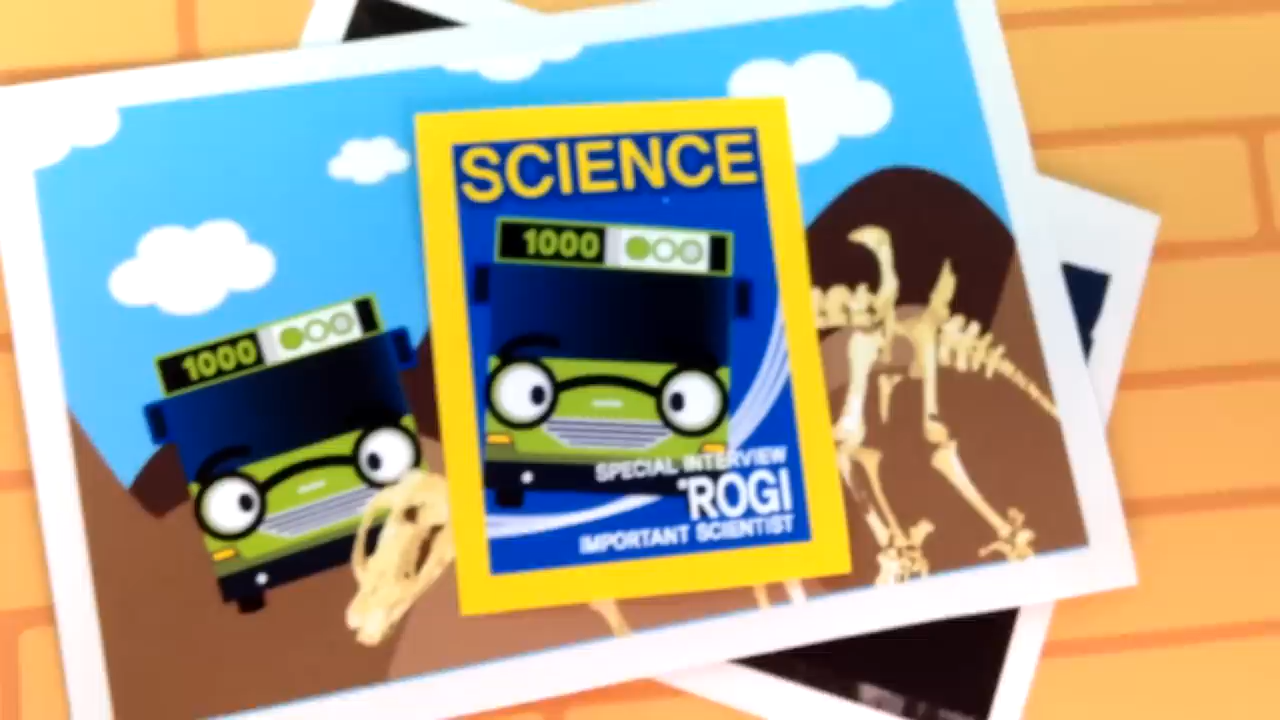 SCIENCE
1000
1000
SPECIAL INTERVIEW
"ROGI
IMPORTANT SCIENTIST